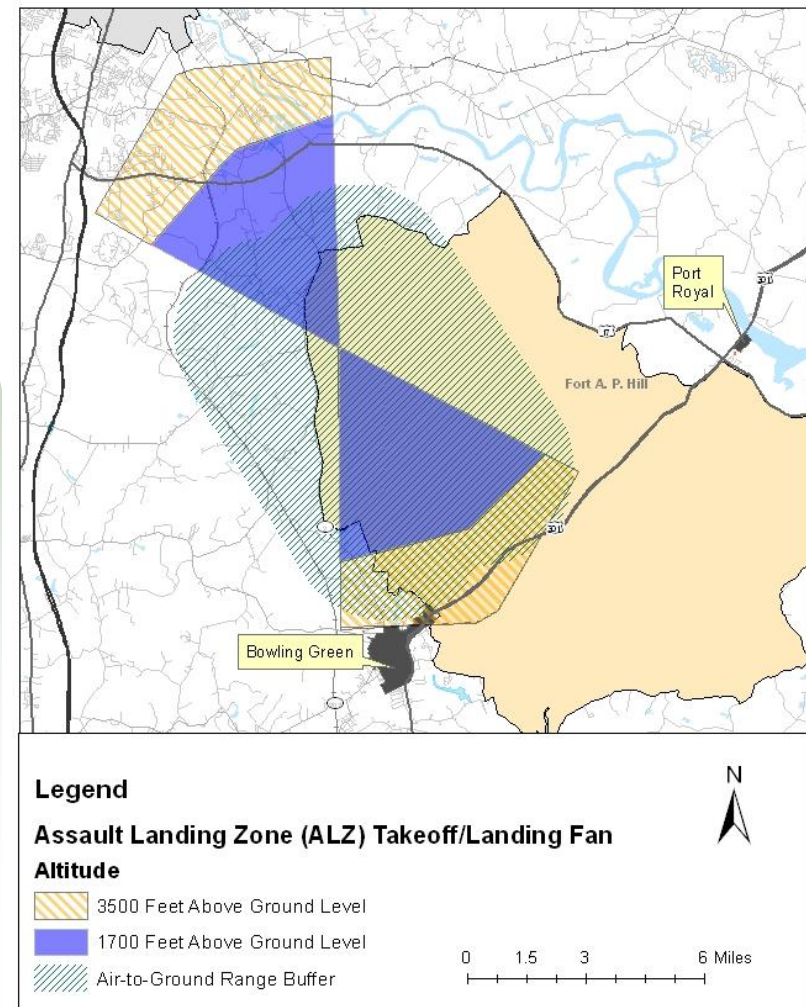 17
301
Port
Royal
Fort A. P. Hill
301
Bowling Green
Legend
N
Assault Landing Zone (ALZ) Takeoff/Landing Fan
Altitude
3500 Feet Above Ground Level
1700 Feet Above Ground Level
Air-to-Ground Range Buffer
0 1.5 3 6 Miles